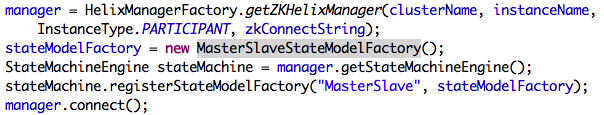 manager = HelixManagerFactory.getZKHelixManager(clusterName, instanceName,
InstanceType.PARTICIPANT, zkConnectString);
stateModelFactory = new MasterSlaveStateModelFactory();
StateMachineEngine stateMachine = manager.getStateMachineEngine();
stateMachine.registerStateModelFactory("MasterSlave", stateModelFactory);
manager.connect();